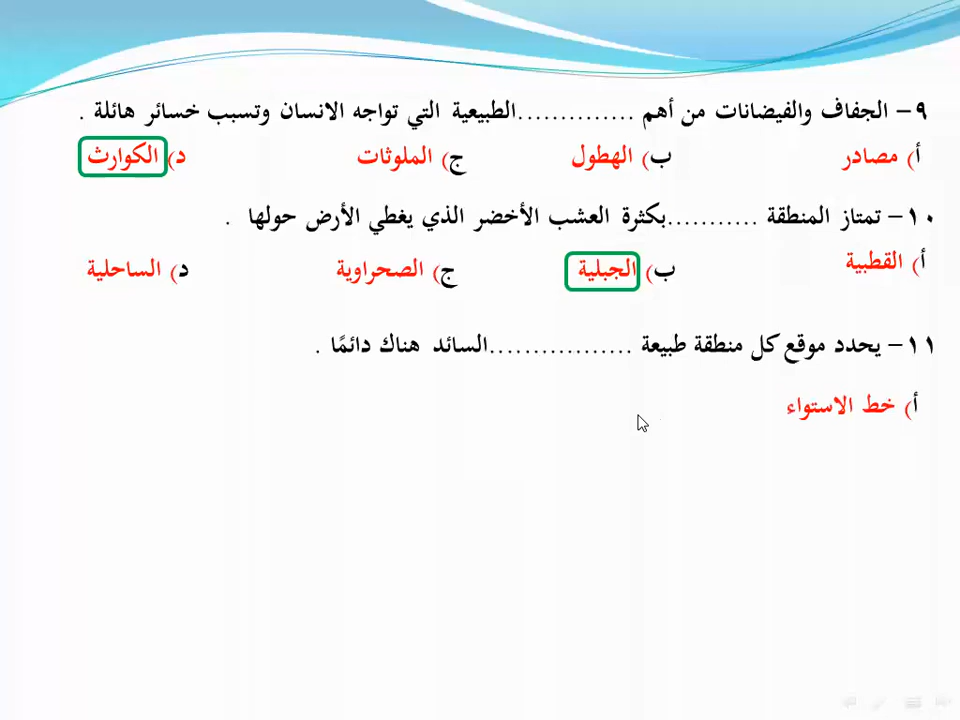 ٩- الجفاف والفيضانات من أهم ..............الطبيعية التي تواجه الانسان وتسبب خسائر هائلة .
أ) مصادر ب) الهطول ج) الملوثات د) الكوارث
١٠- تمتاز المنطقة ...........بكثرة العشب الأخضر الذي يغطي الأرض حولها .
أ) القطبية ب) الجبلية ج) الصحراوية د) الساحلية
١١- يحدد موقع كل منطقة طبيعة .................السائد هناك دائمًا .
أ) خط الاستواء